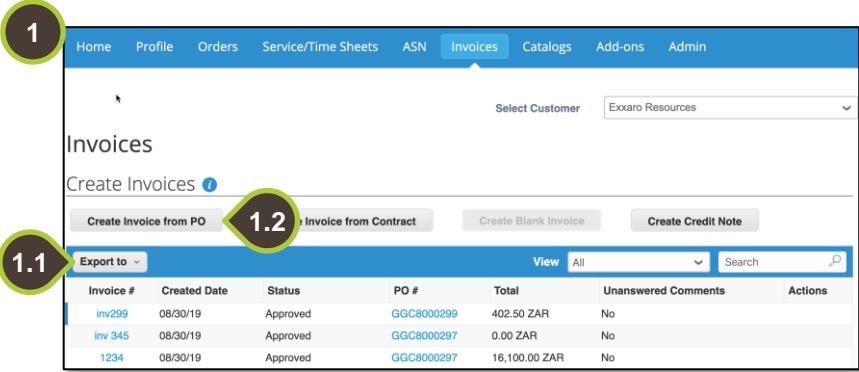 1
Home Profile Orders Service/Time Sheets ASN Invoices Catalogs Add-ons Admin
Select Customer Exxaro Resources
Invoices
Create Invoices i
Create Invoice from PO 1.2 Invoice from Contract Create Blank Invoice Create Credit Note
1.1 Export to View All Search
Invoice # Created Date Status PO # Total Unanswered Comments Actions
inv299 08/30/19 Approved GGC8000299 402.50 ZAR No
inv 345 08/30/19 Approved GGC8000297 0.00 ZAR No
1234 08/30/19 Approved GGC8000297 16,100.00 ZAR No